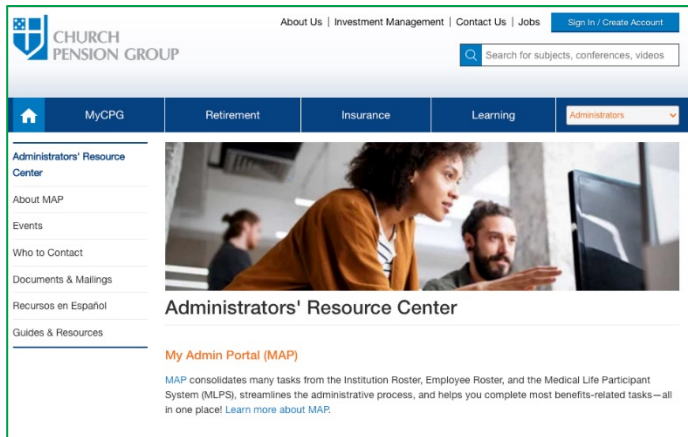 CHURCH
PENSION GROUP
About Us | Investment Management | Contact Us | Jobs
Sign In / Create Account
Search for subjects, conferences, videos
MyCPG
Retirement
Insurance
Learning
Administrators
Administrators' Resource
Center
About MAP
Events
Who to Contact
Documents & Mailings
Recursos en Español
Guides & Resources
Administrators' Resource Center
My Admin Portal (MAP)
MAP consolidates many tasks from the Institution Roster, Employee Roster, and the Medical Life Participant
System (MLPS), streamlines the administrative process, and helps you complete most benefits-related tasks—all
in one place! Learn more about MAP.